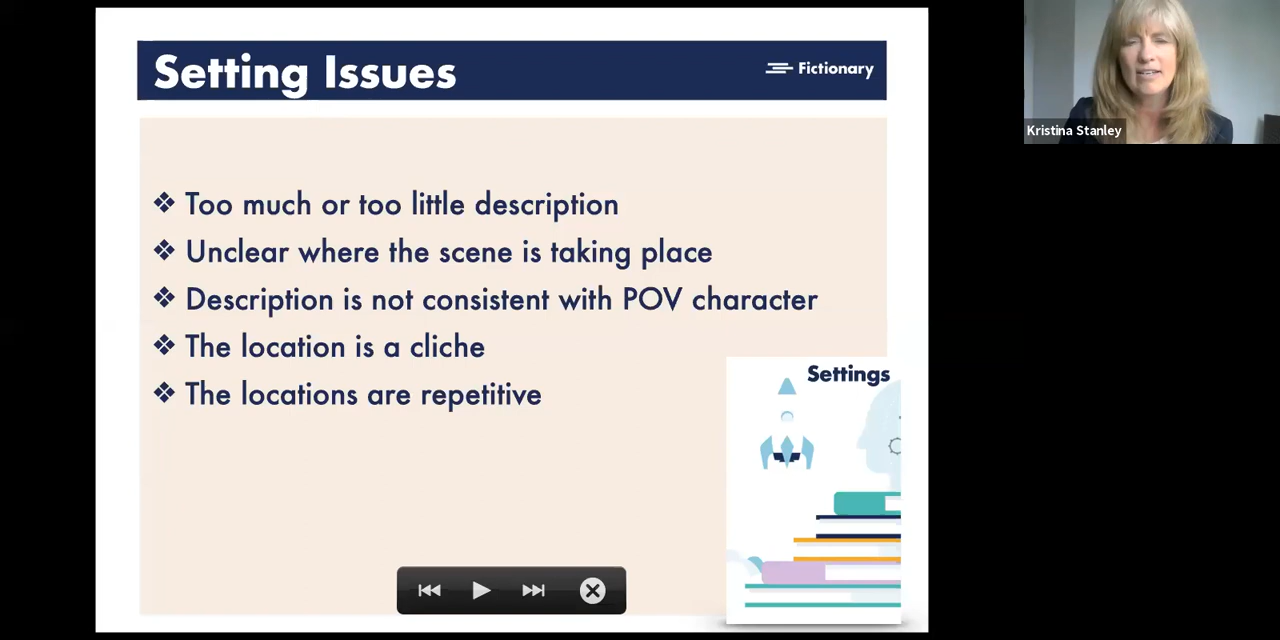 Setting Issues
Fictionary
Kristina Stanley
❖ Too much or too little description
❖ Unclear where the scene is taking place
❖ Description is not consistent with POV character
❖ The location is a cliche
❖ The locations are repetitive
Settings